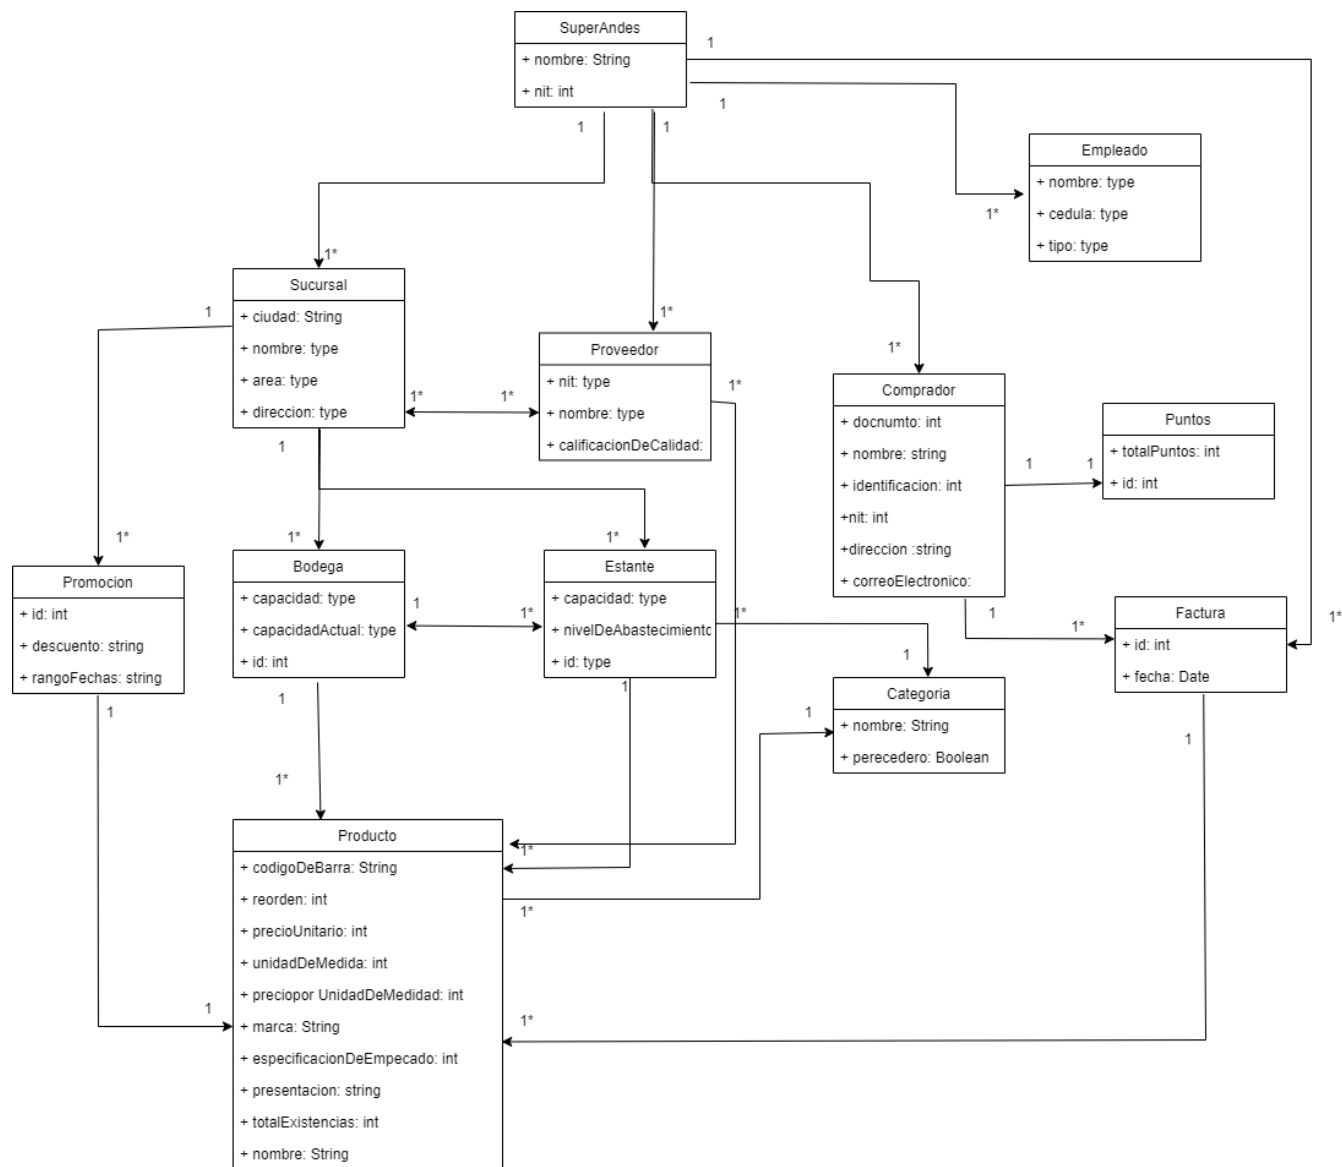 SuperAndes
+ nombre: String
+ nit: int
1
1
1
1
1
Empleado
+ nombre: type
+ cedula: type
+ tipo: type
1*
1*
Sucursal
+ ciudad: String
+ nombre: type
+ area: type
+ direccion: type
1
1*
Proveedor
+ nit: type
+ nombre: type
+ calificacionDeCalidad:
1*
1*
1*
1*
Comprador
+ docnumto: int
+ nombre: string
+ identificacion: int
+nit: int
+direccion :string
+ correoElectronico:
Puntos
+ totalPuntos: int
+ id: int
1
1
1
1*
1*
1*
Promocion
+ id: int
+ descuento: string
+ rangoFechas: string
Bodega
+ capacidad: type
+ capacidadActual: type
+ id: int
1
1*
Estante
+ capacidad: type
+ nivelDeAbastecimiento
+ id: type
1*
1
1*
1*
Factura
+ id: int
+ fecha: Date
1
Categoria
+ nombre: String
+ perecedero: Boolean
1
1
1
1
1
1*
Producto
+ codigoDeBarra: String
+ reorden: int
+ precioUnitario: int
+ unidadDeMedida: int
+ preciopor UnidadDeMedidad: int
+ marca: String
+ especificacionDeEmpecado: int
+ presentacion: string
+ totalExistencias: int
+ nombre: String
1*
1*
1
1*